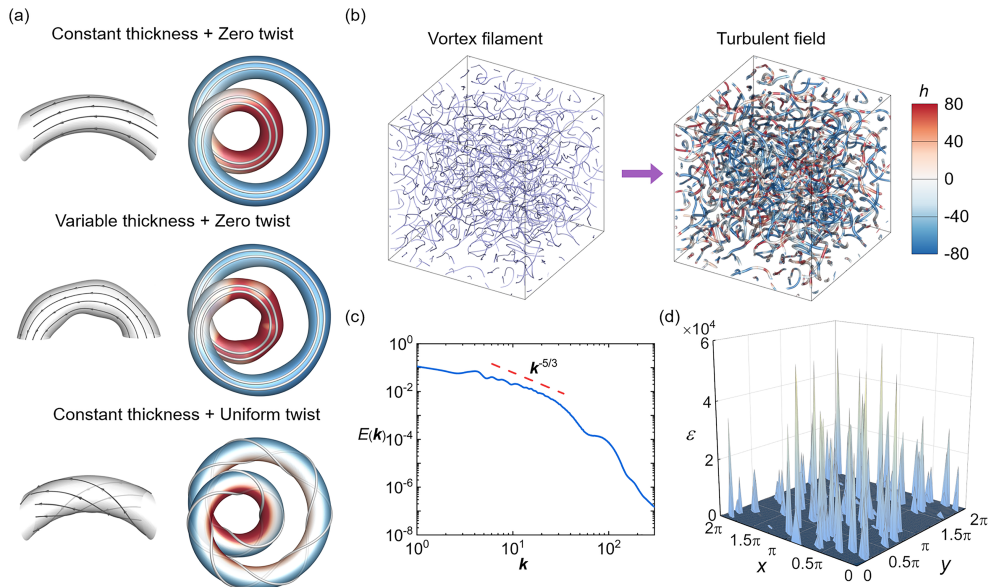 (a)
Constant thickness + Zero twist
Variable thickness + Zero twist
Constant thickness + Uniform twist
(b)
Vortex filament
Turbulent field
h
80
40
0
-40
-80
(c)
10^0
10^-2
10^-4
10^-6
10^-8
E(k)
k^-5/3
10^0
10^1
10^2
k
(d)
×10^4
6
4
2
0
ε
2π
1.5π
π
0.5π
0
x
0
0.5π
π
1.5π
2π
y